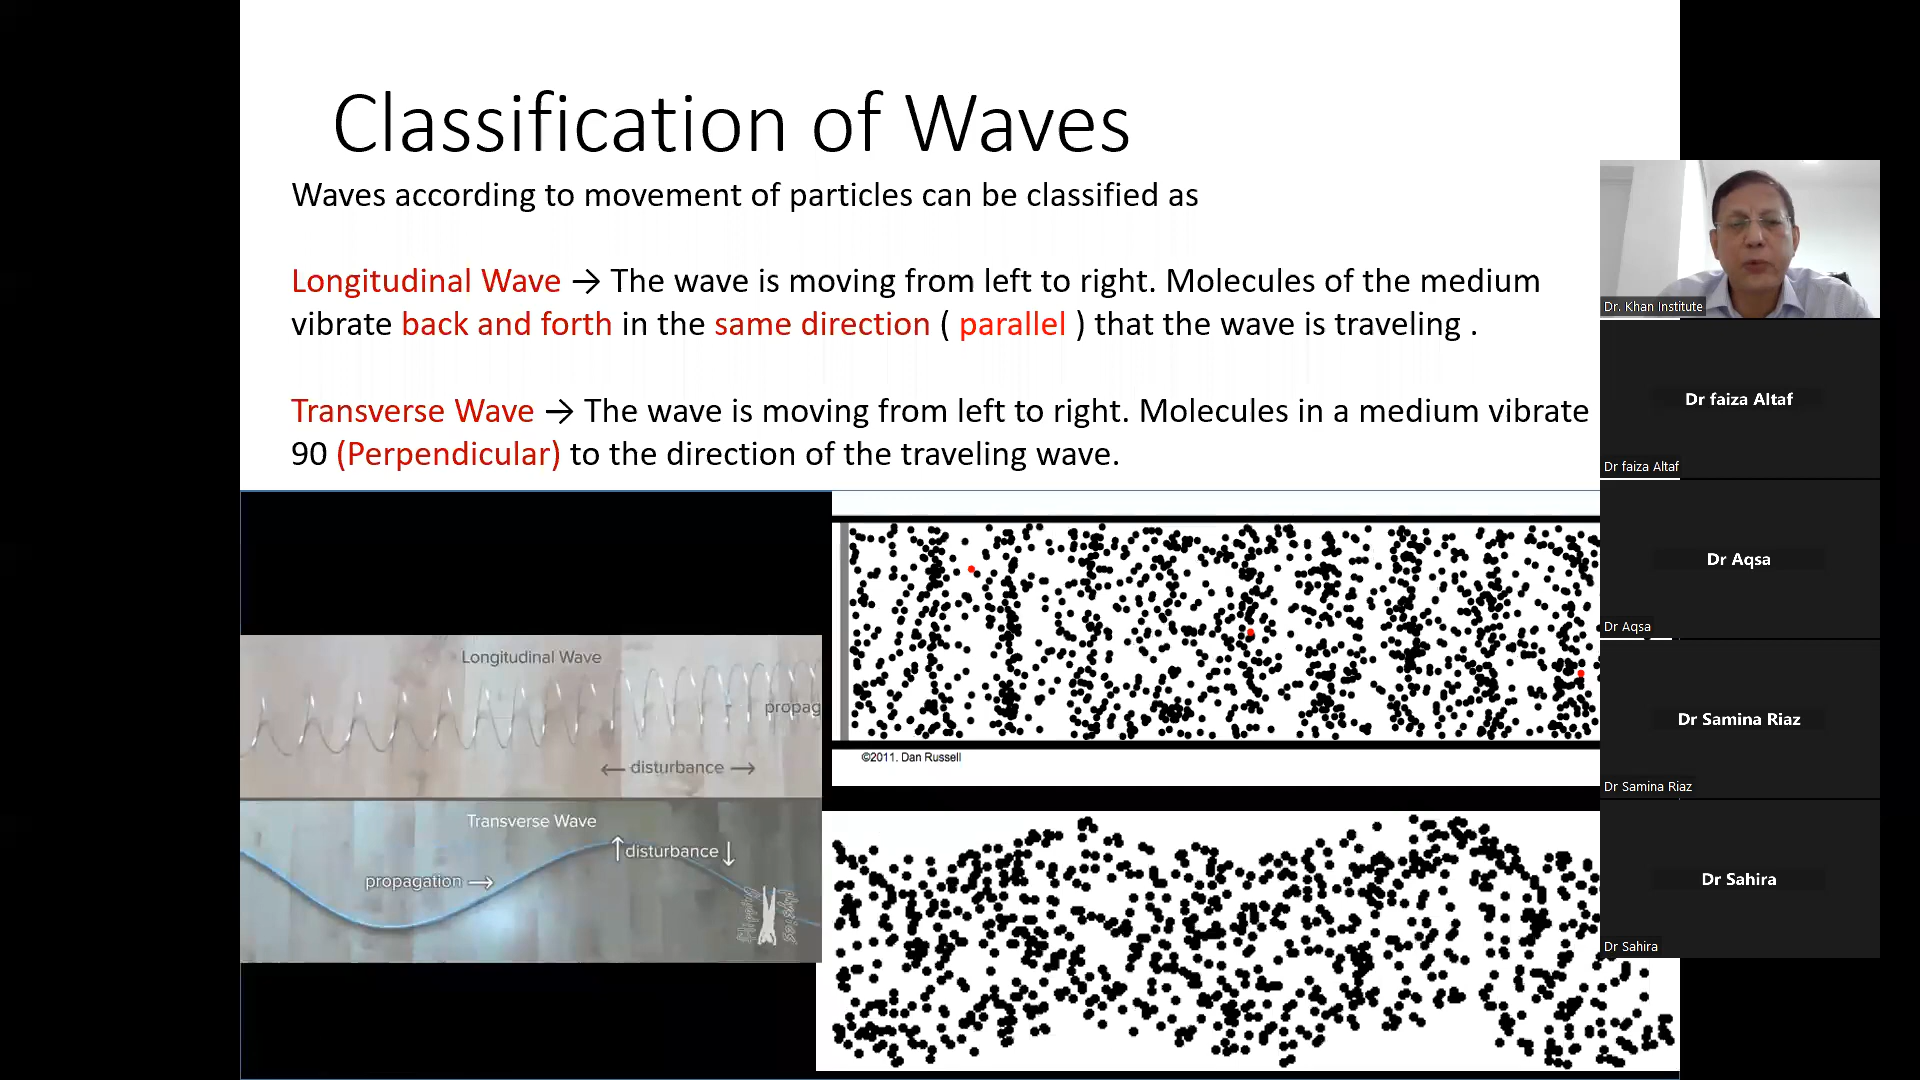 Classification of Waves
Waves according to movement of particles can be classified as
Longitudinal Wave → The wave is moving from left to right. Molecules of the medium
vibrate back and forth in the same direction ( parallel ) that the wave is traveling .
Transverse Wave → The wave is moving from left to right. Molecules in a medium vibrate
90 (Perpendicular) to the direction of the traveling wave.
Longitudinal Wave
propag
← disturbance →
Transverse Wave
↑disturbance↓
propagation →
physics
©2011. Dan Russell
Dr. Khan Institute
Dr faiza Altaf
Dr faiza Altaf
Dr Aqsa
Dr Aqsa
Dr Samina Riaz
Dr Samina Riaz
Dr Sahira
Dr Sahira